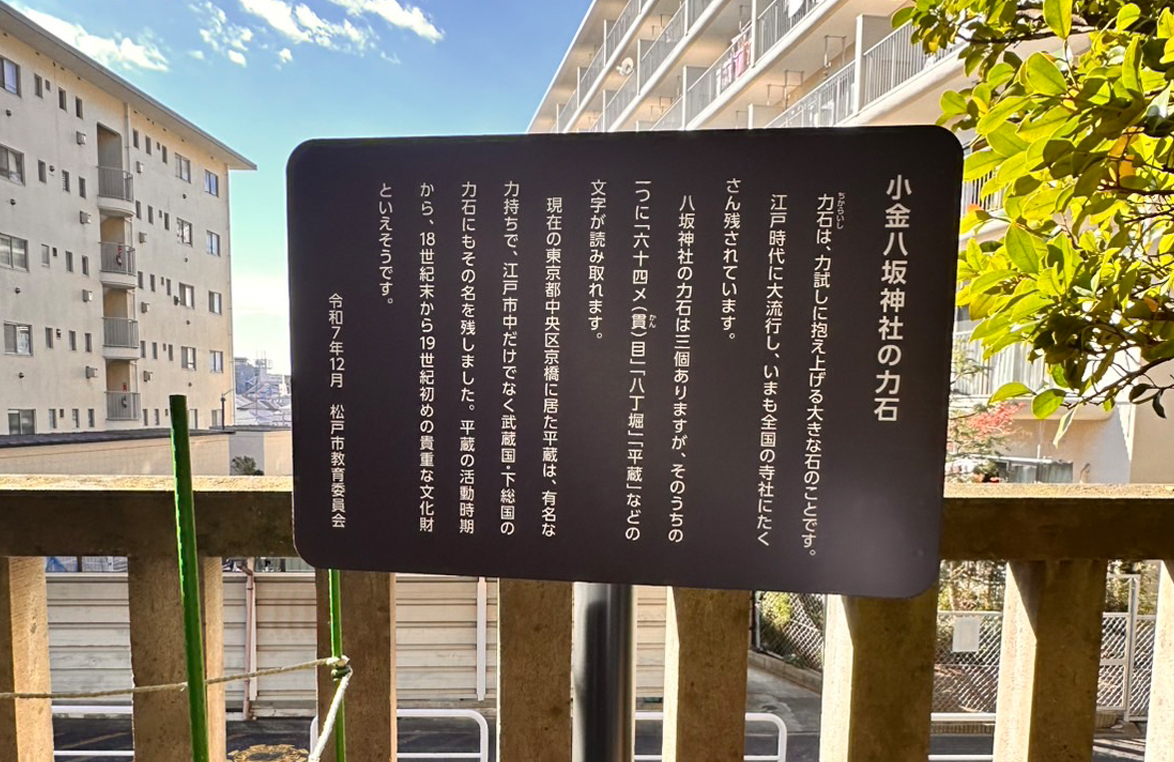 小金八坂神社の力石
力石は、力試しに抱え上げる大きな石のことです。
ちからいし
江戸時代に大流行し、いまも全国の寺社にたく
さん残されています。
八坂神社の力石は三個ありますが、そのうちの
一つに「六十四メ(貫)目」「八丁堀」「平蔵」などの
かん
文字が読み取れます。
現在の東京都中央区京橋に居た平蔵は、有名な
力持ちで、江戸市中だけでなく武蔵国・下総国の
力石にもその名を残しました。平蔵の活動時期
から、18世紀末から19世紀初めの貴重な文化財
といえそうです。
令和7年12月 松戸市教育委員会